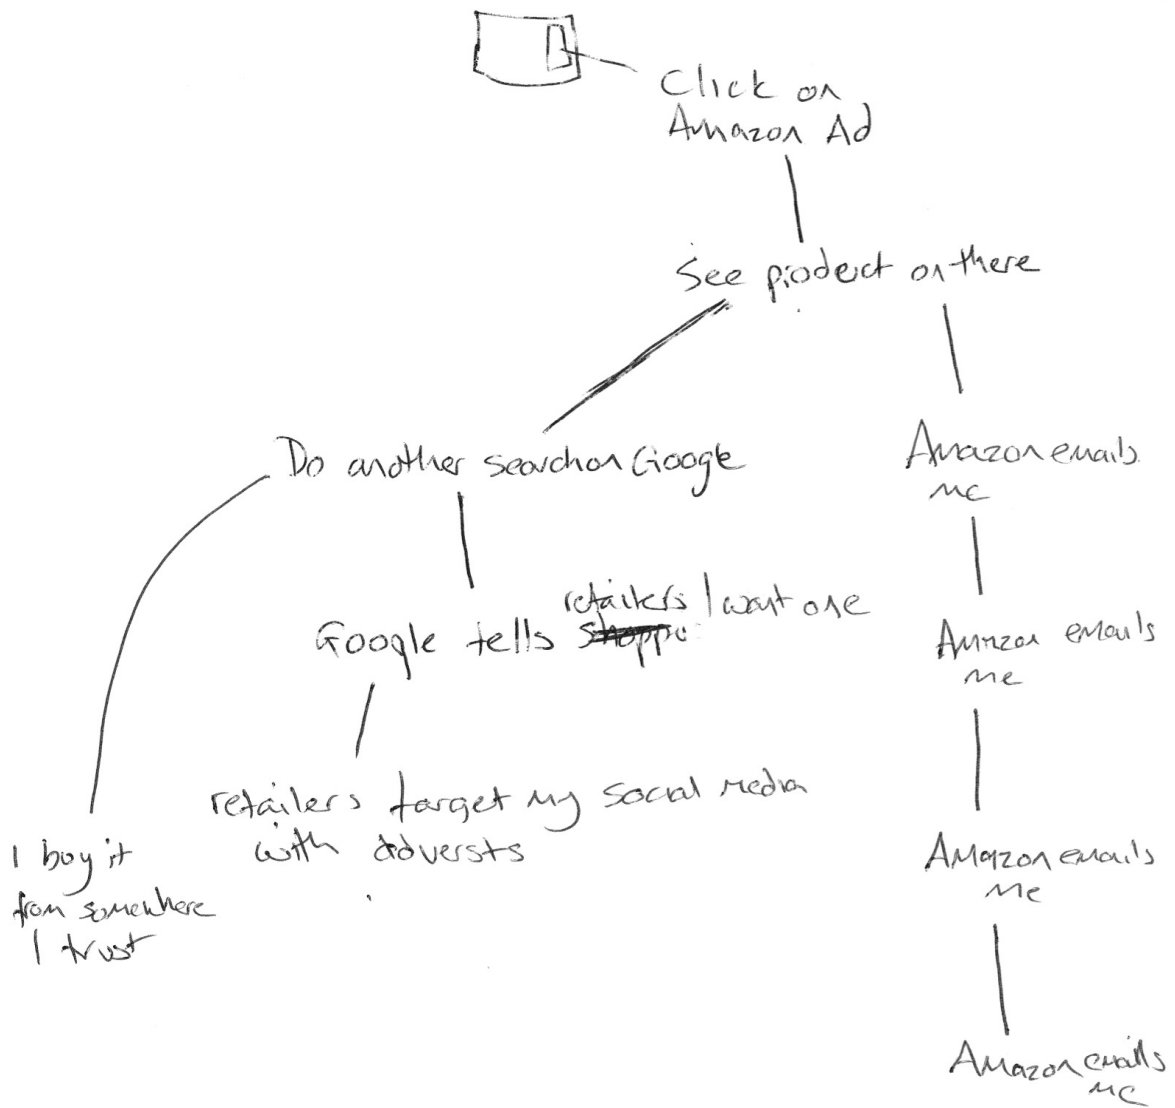 Click on
Amazon Ad
See product on there
Do another search on Google
Amazon emails
me
Google tells retailers I want one
Amazon emails
me
retailers target my social media
with adversts
I buy it
from somewhere
I trust
Amazon emails
me
Amazon emails
me